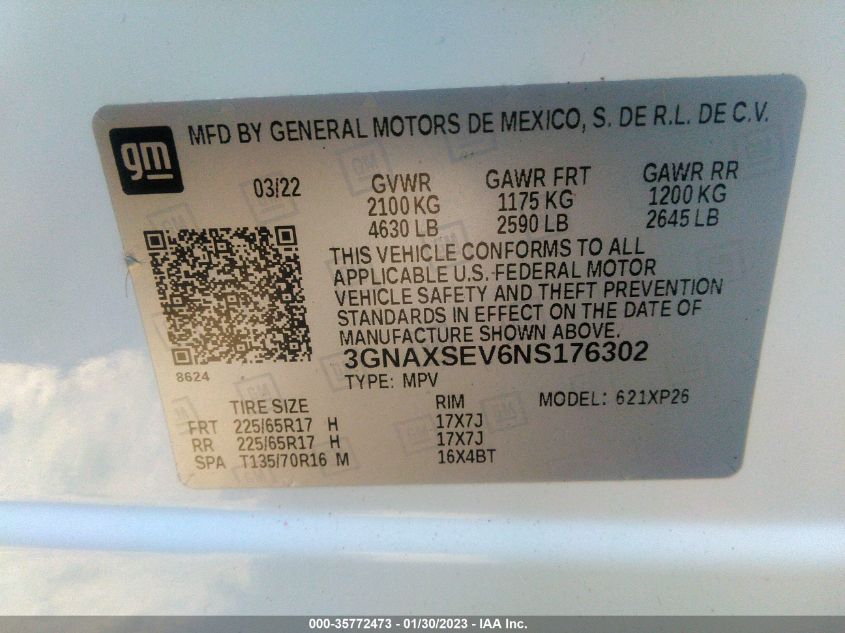 gm
MFD BY GENERAL MOTORS DE MEXICO, S. DE R.L. DE C.V.
03/22 GVWR GAWR FRT GAWR RR
2100 KG 1175 KG 1200 KG
4630 LB 2590 LB 2645 LB
THIS VEHICLE CONFORMS TO ALL
APPLICABLE U.S. FEDERAL MOTOR
VEHICLE SAFETY AND THEFT PREVENTION
STANDARDS IN EFFECT ON THE DATE OF
MANUFACTURE SHOWN ABOVE.
8624 3GNAXSEV6NS176302
TYPE: MPV
TIRE SIZE RIM MODEL: 621XP26
FRT 225/65R17 H 17X7J
RR 225/65R17 H 17X7J
SPA T135/70R16 M 16X4BT
000-35772473 - 01/30/2023 - IAA Inc.